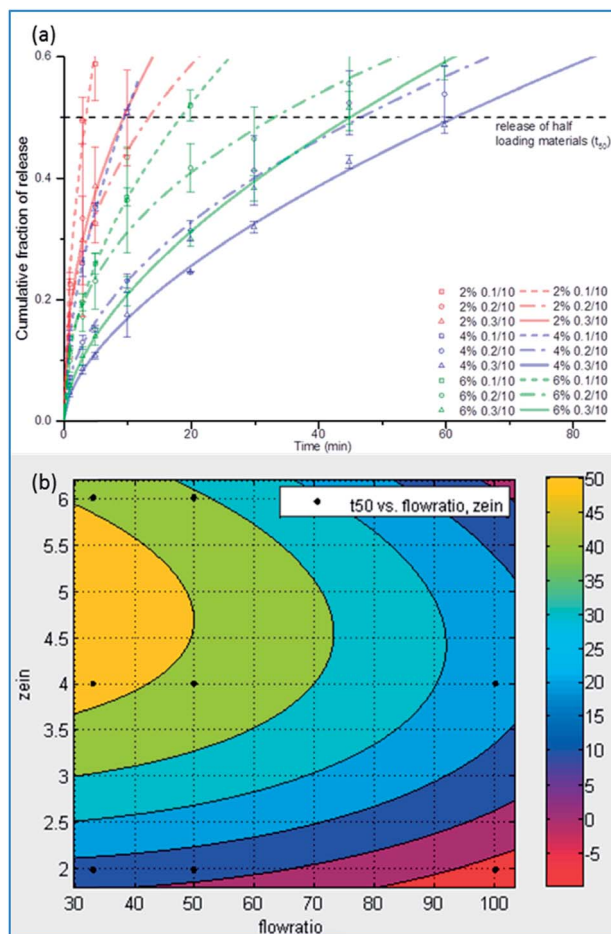 (a)
0.6
0.4
0.2
0.0
Cumulative fraction of release
release of half
loading materials (t50)
2% 0.1/10 2% 0.1/10
2% 0.2/10 2% 0.2/10
2% 0.3/10 2% 0.3/10
4% 0.1/10 4% 0.1/10
4% 0.2/10 4% 0.2/10
4% 0.3/10 4% 0.3/10
6% 0.1/10 6% 0.1/10
6% 0.2/10 6% 0.2/10
6% 0.3/10 6% 0.3/10
0 20 40 60 80
Time (min)
(b)
t50 vs. flowratio, zein
6
5.5
5
4.5
4
3.5
3
2.5
2
zein
30 40 50 60 70 80 90 100
flowratio
50
45
40
35
30
25
20
15
10
5
0
-5